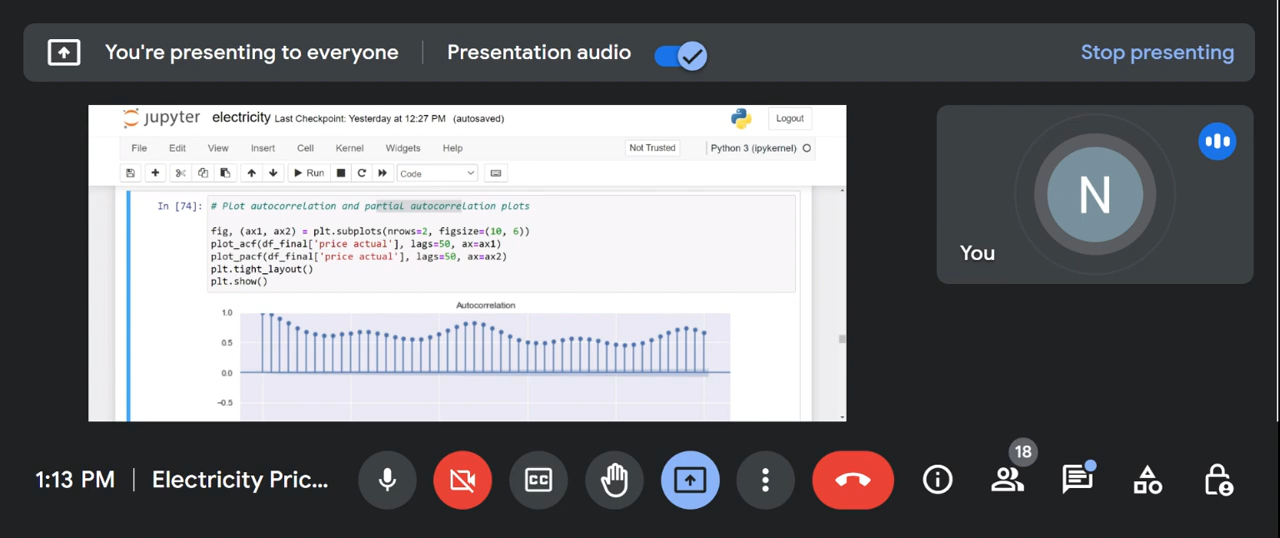 You're presenting to everyone
Presentation audio
Stop presenting
jupyter electricity Last Checkpoint: Yesterday at 12:27 PM (autosaved)
Logout
File Edit View Insert Cell Kernel Widgets Help
Not Trusted
Python 3 (ipykernel)
Run
Code
In [74]: # Plot autocorrelation and partial autocorrelation plots
fig, (ax1, ax2) = plt.subplots(nrows=2, figsize=(10, 6))
plot_acf(df_final['price actual'], lags=50, ax=ax1)
plot_pacf(df_final['price actual'], lags=50, ax=ax2)
plt.tight_layout()
plt.show()
Autocorrelation
1.0
0.5
0.0
−0.5
N
You
1:13 PM
Electricity Pric...
CC
18